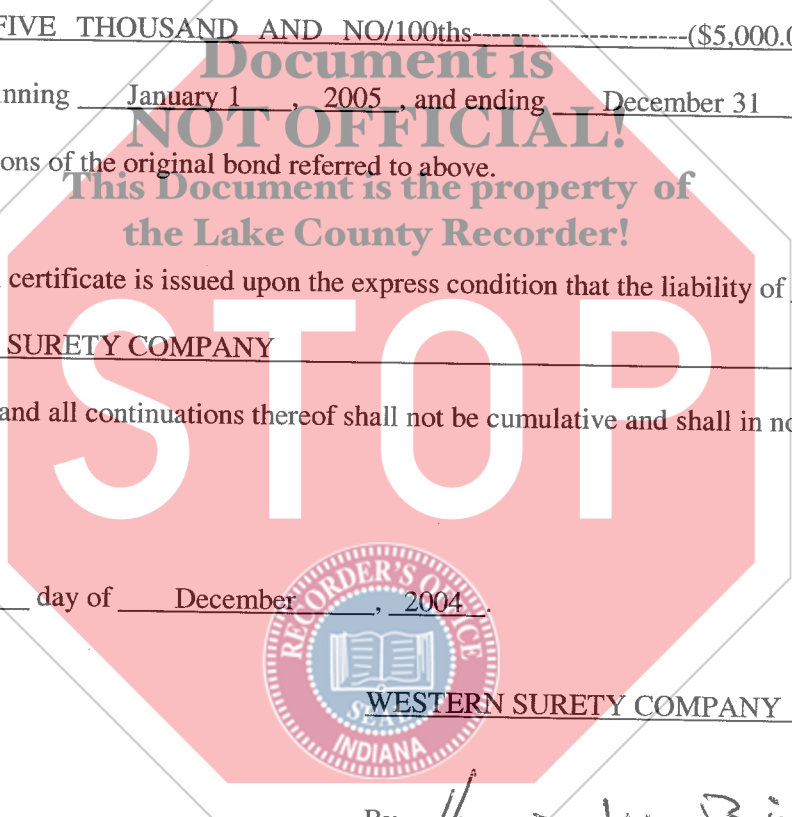 FIVE THOUSAND AND NO/100ths----------------------($5,000.0
Document is
nning January 1, 2005, and ending December 31
NOT OFFICIAL!
ons of the original bond referred to above.
This Document is the property of
the Lake County Recorder!
certificate is issued upon the express condition that the liability of
STOP
SURETY COMPANY
and all continuations thereof shall not be cumulative and shall in no
day of December, 2004.
RECORDER'S OFFICE
SEAL
INDIANA
WESTERN SURETY COMPANY
By